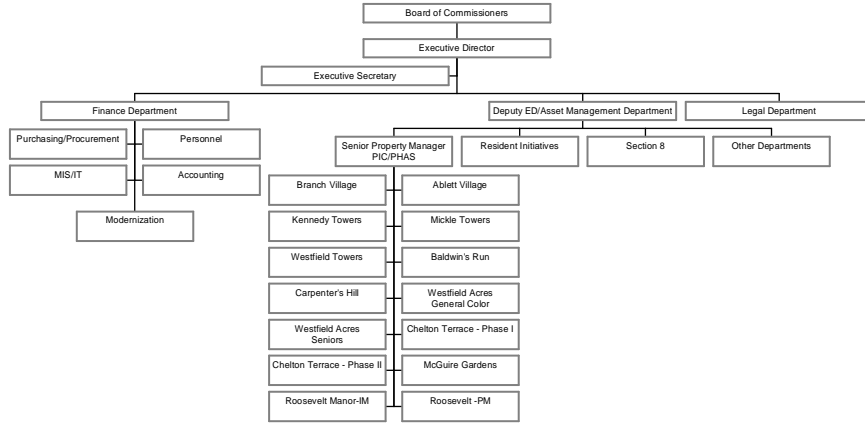 Board of Commissioners
Executive Director
Executive Secretary
Finance Department
Deputy ED/Asset Management Department
Legal Department
Purchasing/Procurement
Personnel
Senior Property Manager
PIC/PHAS
Resident Initiatives
Section 8
Other Departments
MIS/IT
Accounting
Branch Village
Ablett Village
Modernization
Kennedy Towers
Mickle Towers
Westfield Towers
Baldwin's Run
Carpenter's Hill
Westfield Acres
General Color
Westfield Acres
Seniors
Chelton Terrace - Phase I
Chelton Terrace - Phase II
McGuire Gardens
Roosevelt Manor-IM
Roosevelt -PM